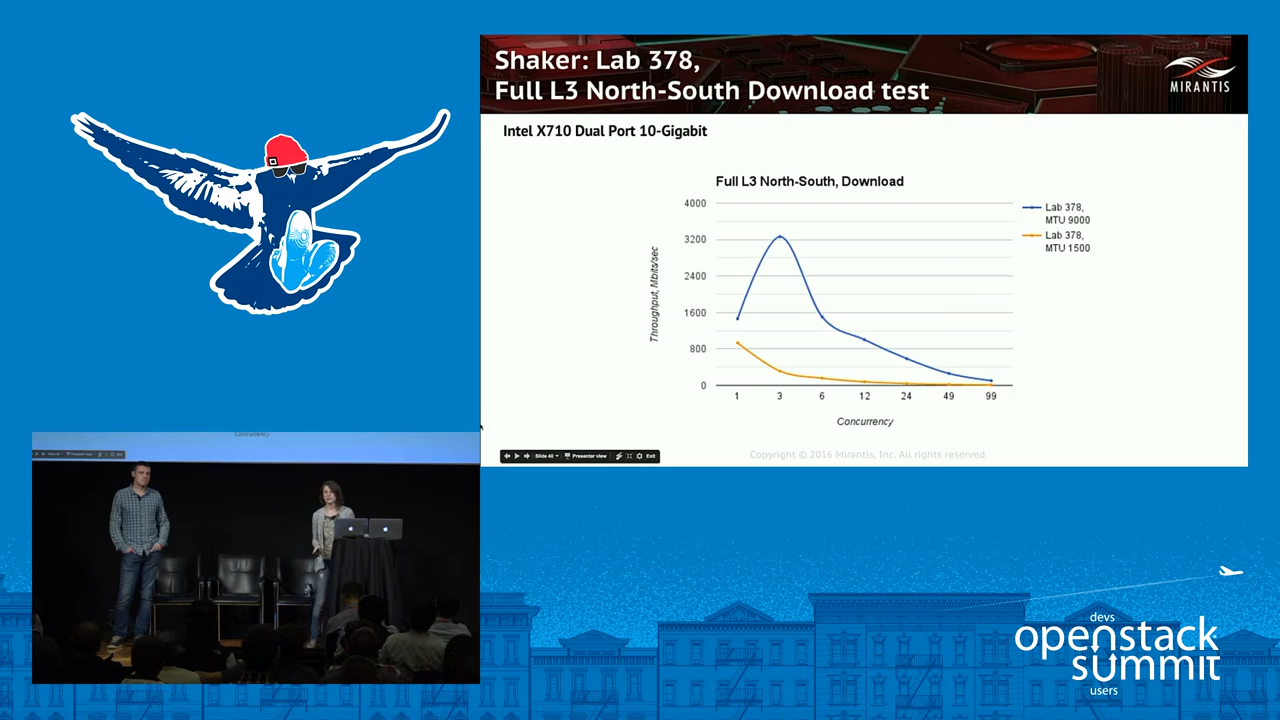 Shaker: Lab 378,
Full L3 North-South Download test
MIRANTIS
Intel X710 Dual Port 10-Gigabit
Full L3 North-South, Download
4000
3200
2400
1600
800
0
Throughput, Mbits/sec
1 3 6 12 24 49 99
Concurrency
Lab 378,
MTU 9000
Lab 378,
MTU 1500
Slide 40 Presenter view Exit
Copyright © 2016 Mirantis, Inc. All rights reserved
Concurrency
devs
openstack
summit
users